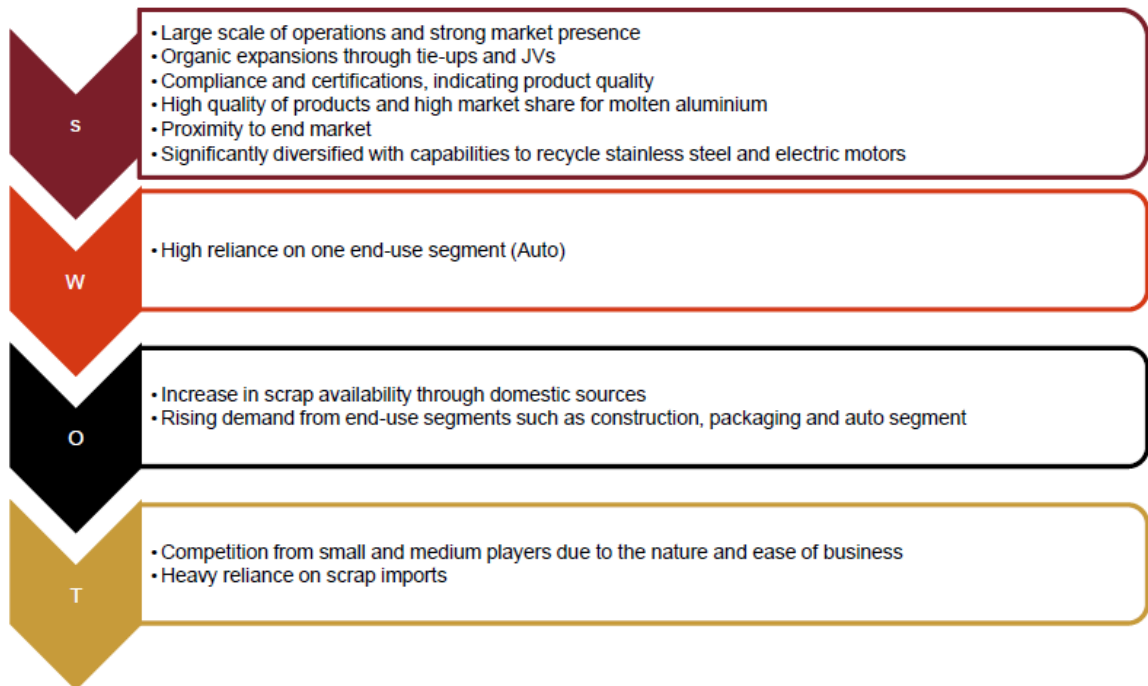 S
• Large scale of operations and strong market presence
• Organic expansions through tie-ups and JVs
• Compliance and certifications, indicating product quality
• High quality of products and high market share for molten aluminium
• Proximity to end market
• Significantly diversified with capabilities to recycle stainless steel and electric motors
W
• High reliance on one end-use segment (Auto)
O
• Increase in scrap availability through domestic sources
• Rising demand from end-use segments such as construction, packaging and auto segment
T
• Competition from small and medium players due to the nature and ease of business
• Heavy reliance on scrap imports